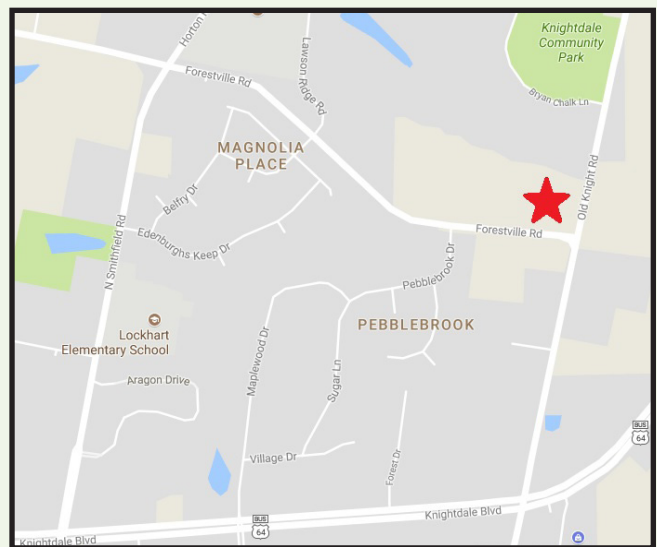 Knightdale
Community
Park
Horton
Lawson Ridge Rd
Forestville Rd
Bryan Chalk Ln
MAGNOLIA
PLACE
Old Knight Rd
Belfry Dr
Edenburghs Keep Dr
Forestville Rd
N Smithfield Rd
Pebblebrook Dr
PEBBLEBROOK
Lockhart
Elementary School
Maplewood Dr
Sugar Ln
Aragon Drive
BUS
64
Village Dr
Forest Dr
BUS
64
Knightdale Blvd
Knightdale Blvd